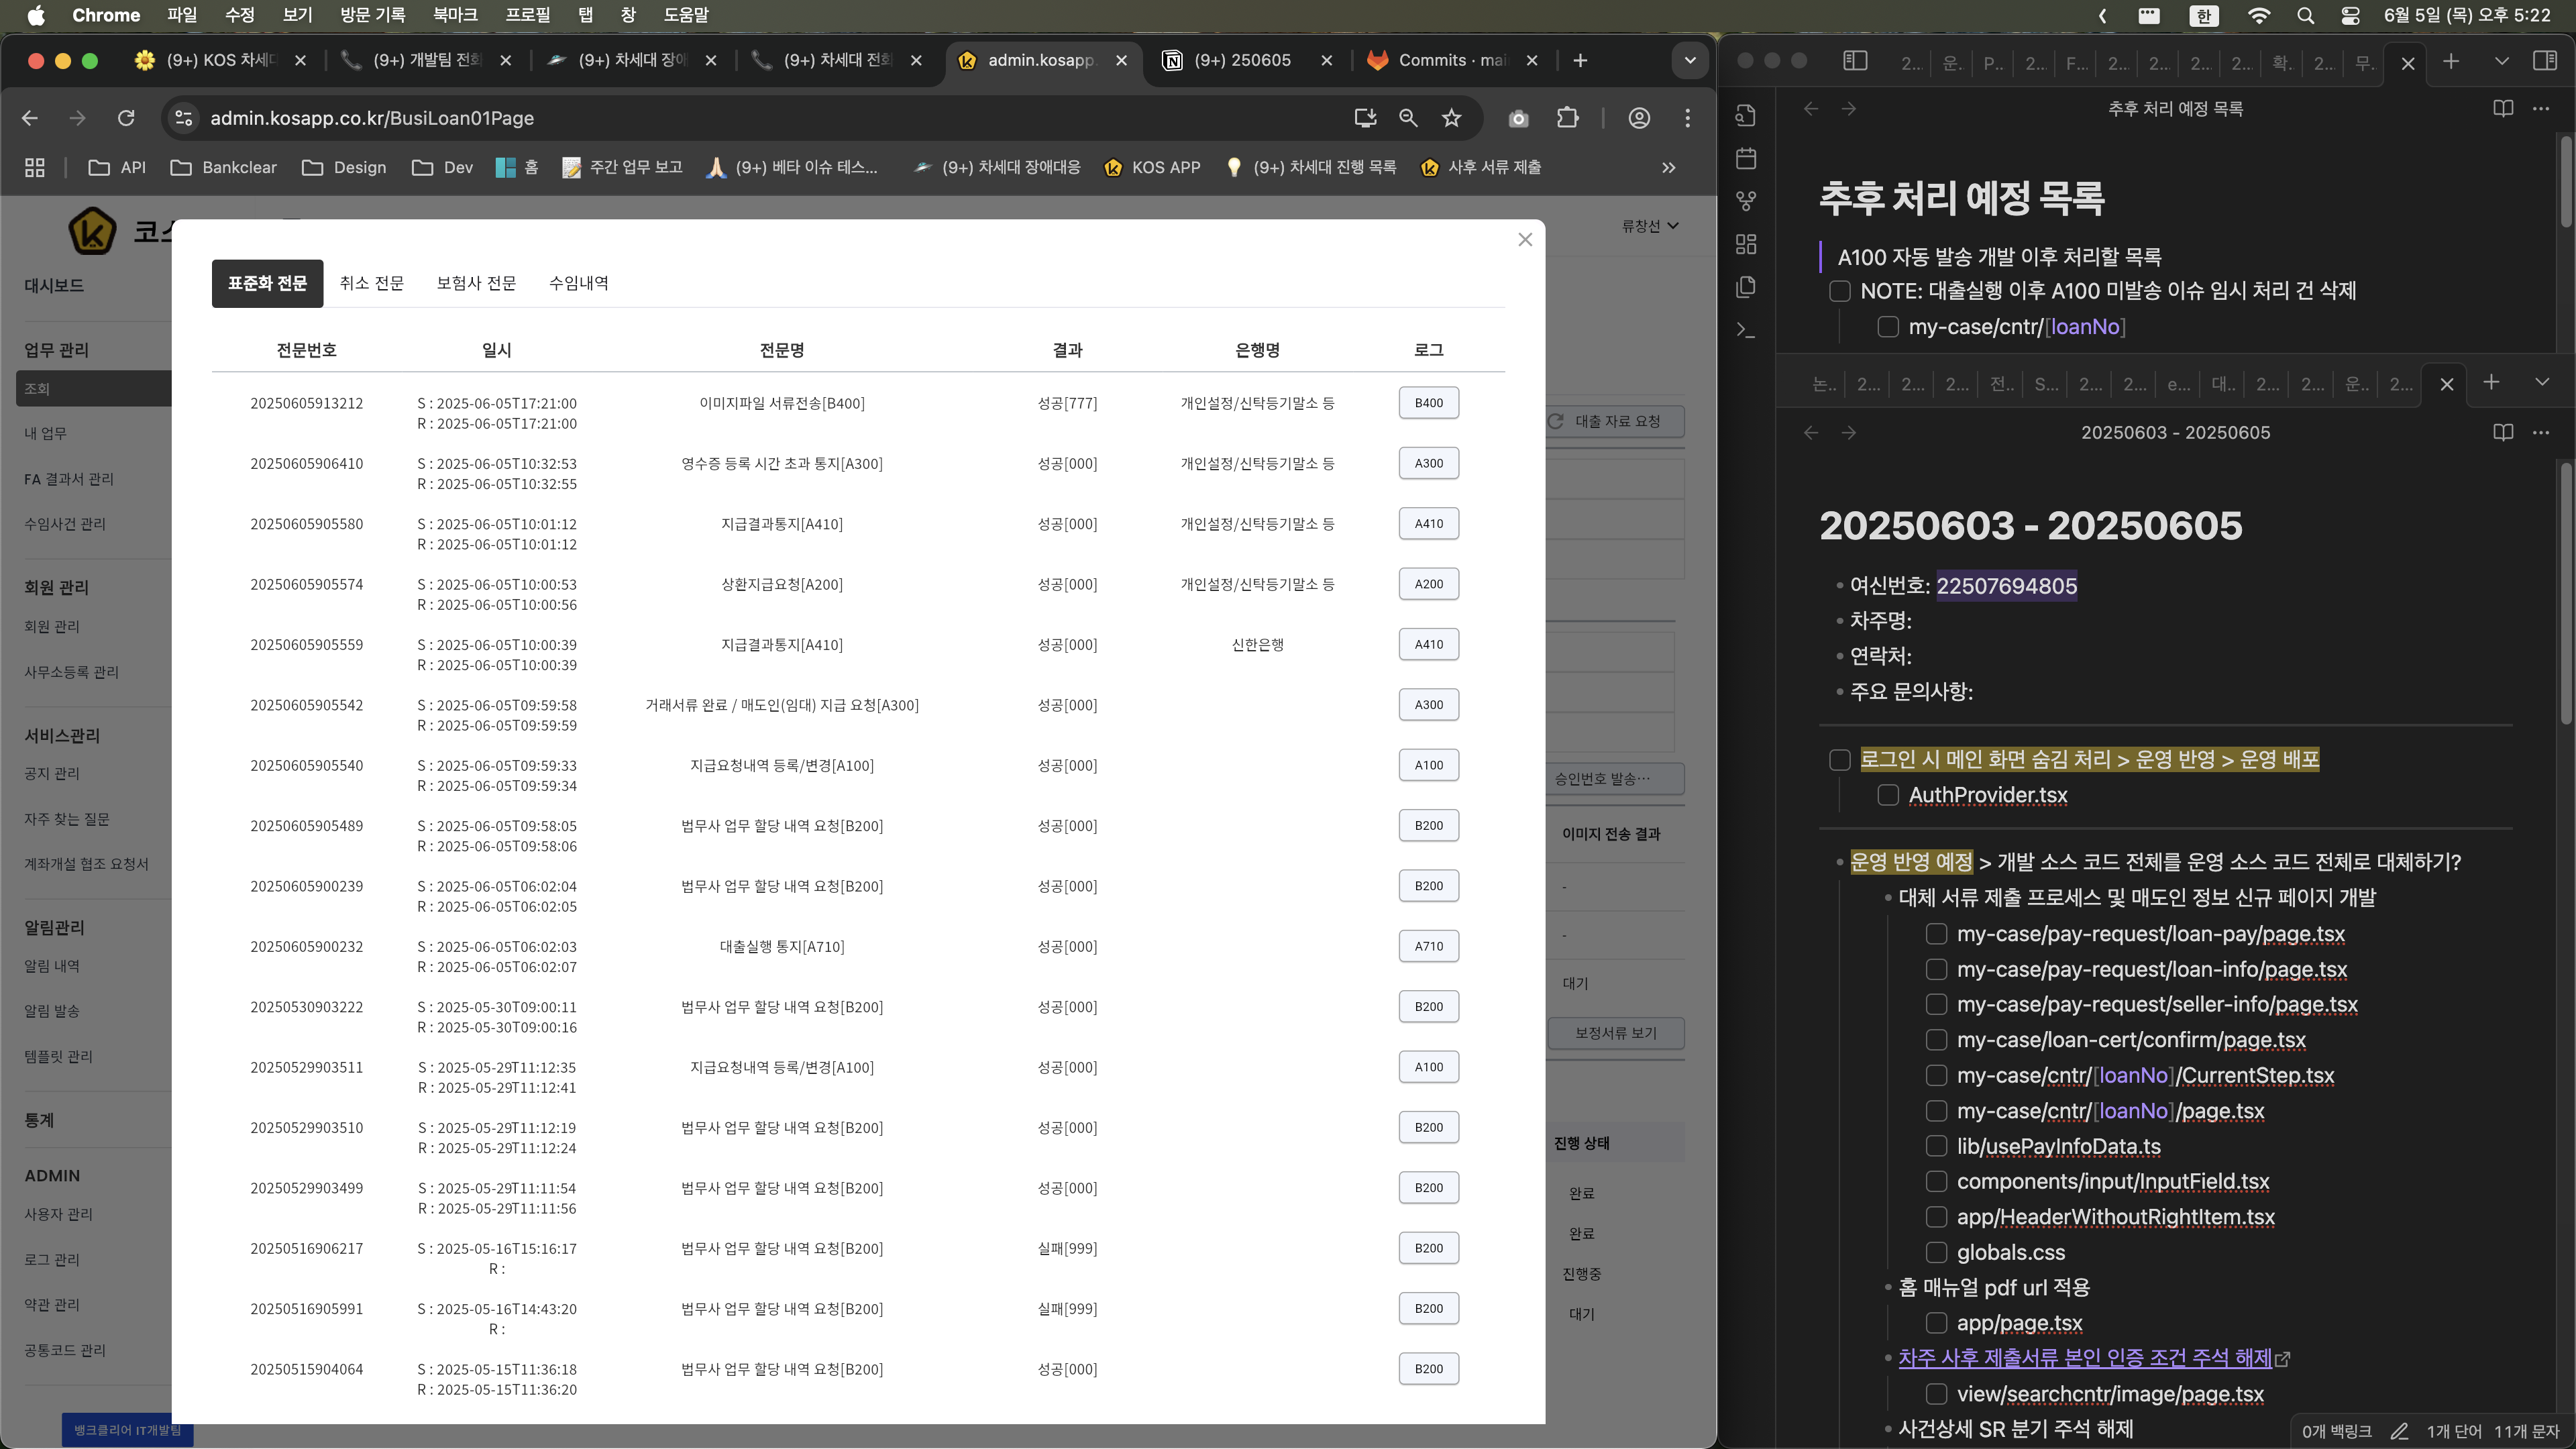 Chrome 파일 수정 보기 방문 기록 북마크 프로필 탭 창 도움말 한 6월 5일 (목) 오후 5:22
(9+) KOS 차세대 (9+) 개발팀 전화 (9+) 차세대 장애 (9+) 차세대 전화 admin.kosapp. (9+) 250605 Commits · mai
admin.kosapp.co.kr/BusiLoan01Page
API Bankclear Design Dev 홈 주간 업무 보고 (9+) 베타 이슈 테스... (9+) 차세대 장애대응 KOS APP (9+) 차세대 진행 목록 사후 서류 제출
류창선
대시보드
업무 관리
조회
내 업무
FA 결과서 관리
수임사건 관리
회원 관리
회원 관리
사무소등록 관리
서비스관리
공지 관리
자주 찾는 질문
계좌개설 협조 요청서
알림관리
알림 내역
알림 발송
템플릿 관리
통계
ADMIN
사용자 관리
로그 관리
약관 관리
공통코드 관리
뱅크클리어 IT개발팀
표준화 전문 취소 전문 보험사 전문 수임내역
전문번호 일시 전문명 결과 은행명 로그
20250605913212 S : 2025-06-05T17:21:00 이미지파일 서류전송[B400] 성공[777] 개인설정/신탁등기말소 등 B400
R : 2025-06-05T17:21:00
20250605906410 S : 2025-06-05T10:32:53 영수증 등록 시간 초과 통지[A300] 성공[000] 개인설정/신탁등기말소 등 A300
R : 2025-06-05T10:32:55
20250605905580 S : 2025-06-05T10:01:12 지급결과통지[A410] 성공[000] 개인설정/신탁등기말소 등 A410
R : 2025-06-05T10:01:12
20250605905574 S : 2025-06-05T10:00:53 상환지급요청[A200] 성공[000] 개인설정/신탁등기말소 등 A200
R : 2025-06-05T10:00:56
20250605905559 S : 2025-06-05T10:00:39 지급결과통지[A410] 성공[000] 신한은행 A410
R : 2025-06-05T10:00:39
20250605905542 S : 2025-06-05T09:59:58 거래서류 완료 / 매도인(임대) 지급 요청[A300] 성공[000] A300
R : 2025-06-05T09:59:59
20250605905540 S : 2025-06-05T09:59:33 지급요청내역 등록/변경[A100] 성공[000] A100
R : 2025-06-05T09:59:34
20250605905489 S : 2025-06-05T09:58:05 법무사 업무 할당 내역 요청[B200] 성공[000] B200
R : 2025-06-05T09:58:06
20250605900239 S : 2025-06-05T06:02:04 법무사 업무 할당 내역 요청[B200] 성공[000] B200
R : 2025-06-05T06:02:05
20250605900232 S : 2025-06-05T06:02:03 대출실행 통지[A710] 성공[000] A710
R : 2025-06-05T06:02:07
20250530903222 S : 2025-05-30T09:00:11 법무사 업무 할당 내역 요청[B200] 성공[000] B200
R : 2025-05-30T09:00:16
20250529903511 S : 2025-05-29T11:12:35 지급요청내역 등록/변경[A100] 성공[000] A100
R : 2025-05-29T11:12:41
20250529903510 S : 2025-05-29T11:12:19 법무사 업무 할당 내역 요청[B200] 성공[000] B200
R : 2025-05-29T11:12:24
20250529903499 S : 2025-05-29T11:11:54 법무사 업무 할당 내역 요청[B200] 성공[000] B200
R : 2025-05-29T11:11:56
20250516906217 S : 2025-05-16T15:16:17 법무사 업무 할당 내역 요청[B200] 실패[999] B200
R :
20250516905991 S : 2025-05-16T14:43:20 법무사 업무 할당 내역 요청[B200] 실패[999] B200
R :
20250515904064 S : 2025-05-15T11:36:18 법무사 업무 할당 내역 요청[B200] 성공[000] B200
R : 2025-05-15T11:36:20
대출 자료 요청
승인번호 발송…
이미지 전송 결과
-
-
대기
보정서류 보기
진행 상태
완료
완료
진행중
대기
2... 운. P.. 2... F... 2... 2... 2... 2... 확. 2... 무.
추후 처리 예정 목록
추후 처리 예정 목록
A100 자동 발송 개발 이후 처리할 목록
NOTE: 대출실행 이후 A100 미발송 이슈 임시 처리 건 삭제
my-case/cntr/[loanNo]
논.. 2... 2... 2... 전.. S... 2... 2... e... 대.. 2... 2... 운.. 2...
20250603 - 20250605
20250603 - 20250605
여신번호: 22507694805
차주명:
연락처:
주요 문의사항:
로그인 시 메인 화면 숨김 처리 > 운영 반영 > 운영 배포
AuthProvider.tsx
운영 반영 예정 > 개발 소스 코드 전체를 운영 소스 코드 전체로 대체하기?
대체 서류 제출 프로세스 및 매도인 정보 신규 페이지 개발
my-case/pay-request/loan-pay/page.tsx
my-case/pay-request/loan-info/page.tsx
my-case/pay-request/seller-info/page.tsx
my-case/loan-cert/confirm/page.tsx
my-case/cntr/[loanNo]/CurrentStep.tsx
my-case/cntr/[loanNo]/page.tsx
lib/usePayInfoData.ts
components/input/InputField.tsx
app/HeaderWithoutRightItem.tsx
globals.css
홈 매뉴얼 pdf url 적용
app/page.tsx
차주 사후 제출서류 본인 인증 조건 주석 해제
view/searchcntr/image/page.tsx
사건상세 SR 분기 주석 해제
0개 백링크 1개 단어 11개 문자